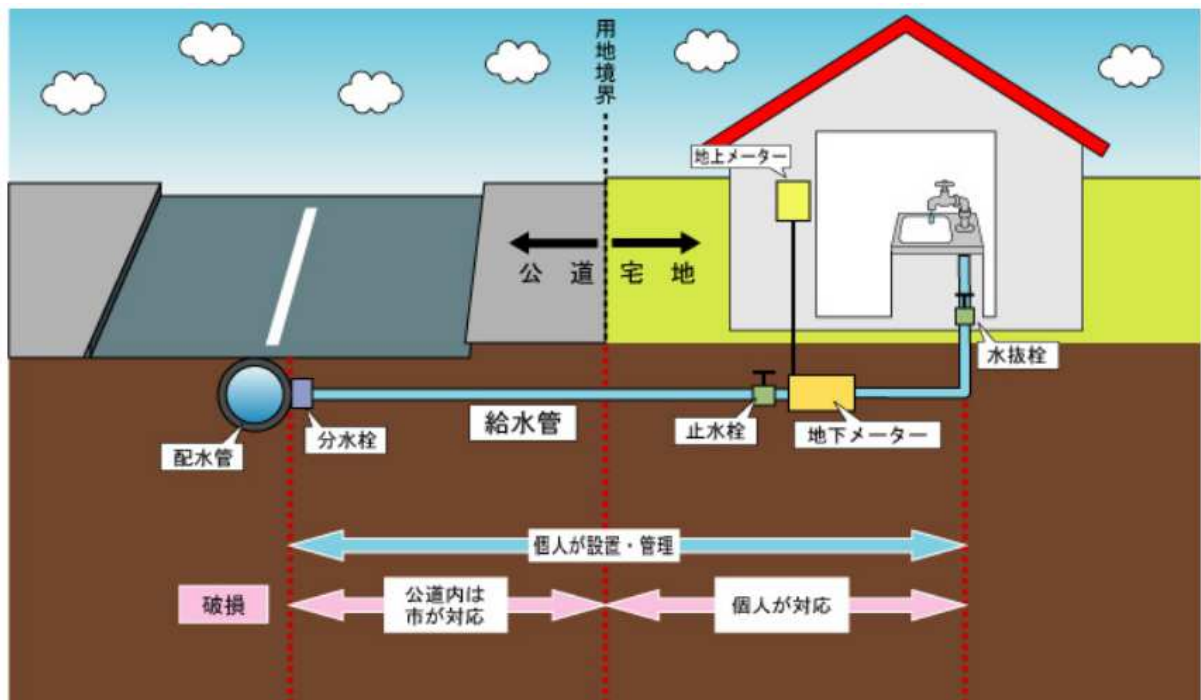 用地境界
地上メーター
公道
宅地
水抜栓
給水管
止水栓
地下メーター
分水栓
配水管
個人が設置・管理
破損
公道内は
市が対応
個人が対応